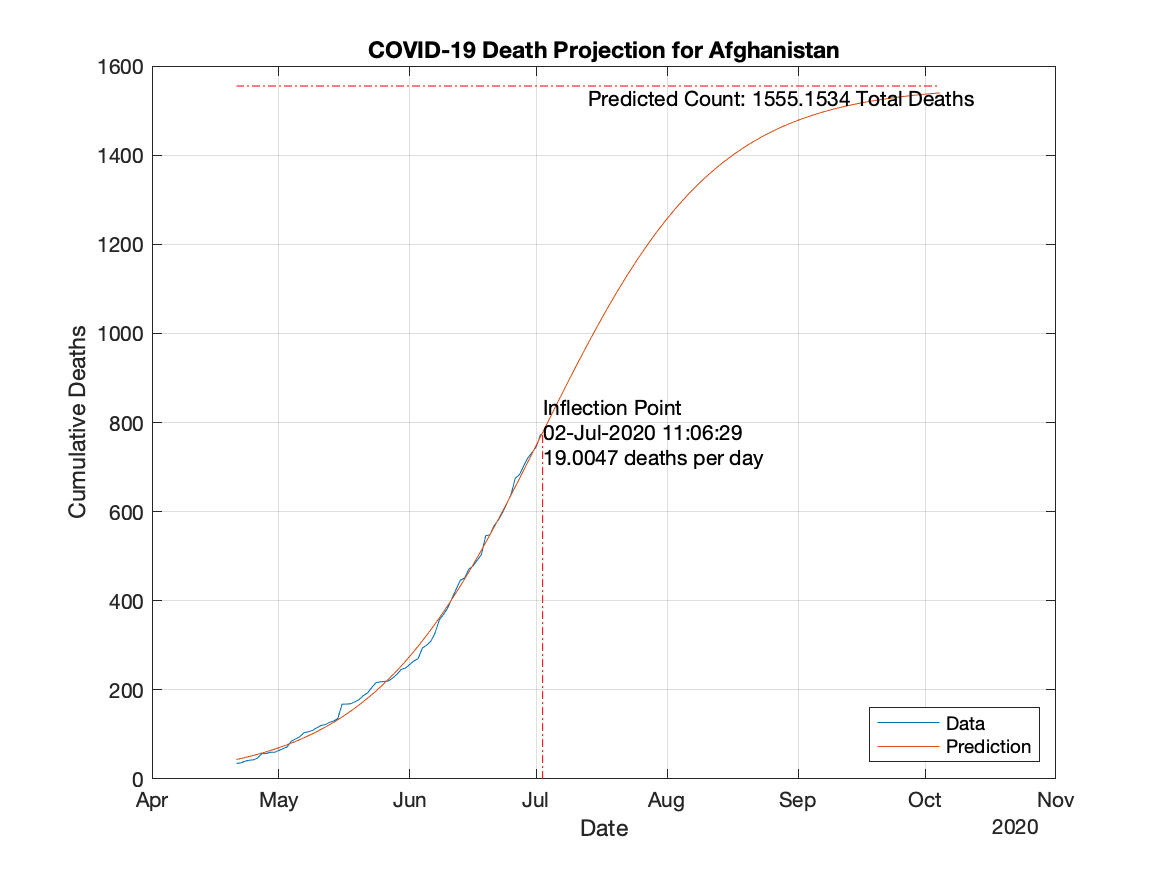 COVID-19 Death Projection for Afghanistan
1600
Predicted Count: 1555.1534 Total Deaths
1400
1200
1000
800
600
400
200
0
Cumulative Deaths
Inflection Point
02-Jul-2020 11:06:29
19.0047 deaths per day
Data
Prediction
Apr May Jun Jul Aug Sep Oct Nov
Date
2020